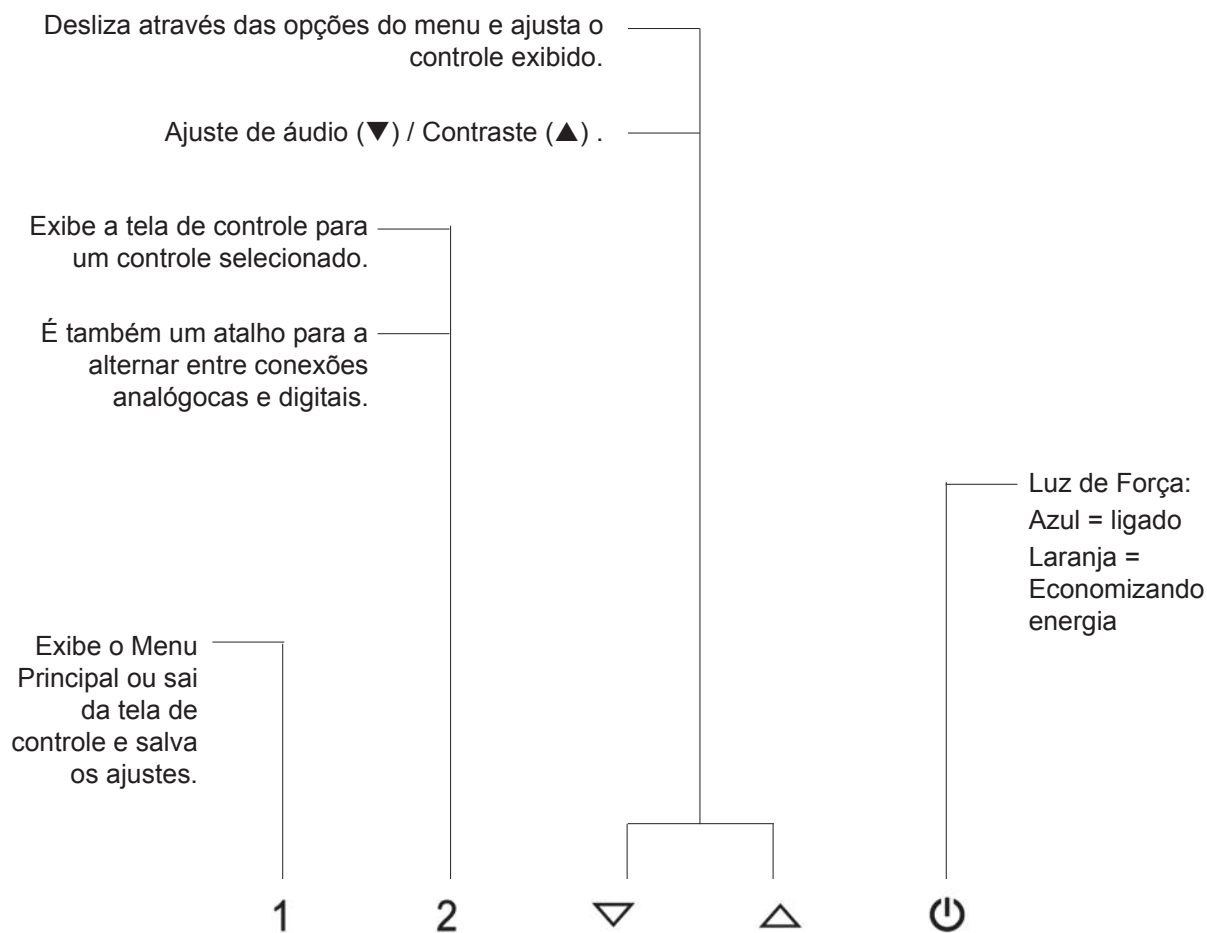 Desliza através das opções do menu e ajusta o
controle exibido.
Ajuste de áudio (▼) / Contraste (▲) .
Exibe a tela de controle para
um controle selecionado.
É também um atalho para a
alternar entre conexões
analógocas e digitais.
Luz de Força:
Azul = ligado
Laranja =
Economizando
energia
Exibe o Menu
Principal ou sai
da tela de
controle e salva
os ajustes.
1 2 ▽ △ ⏻